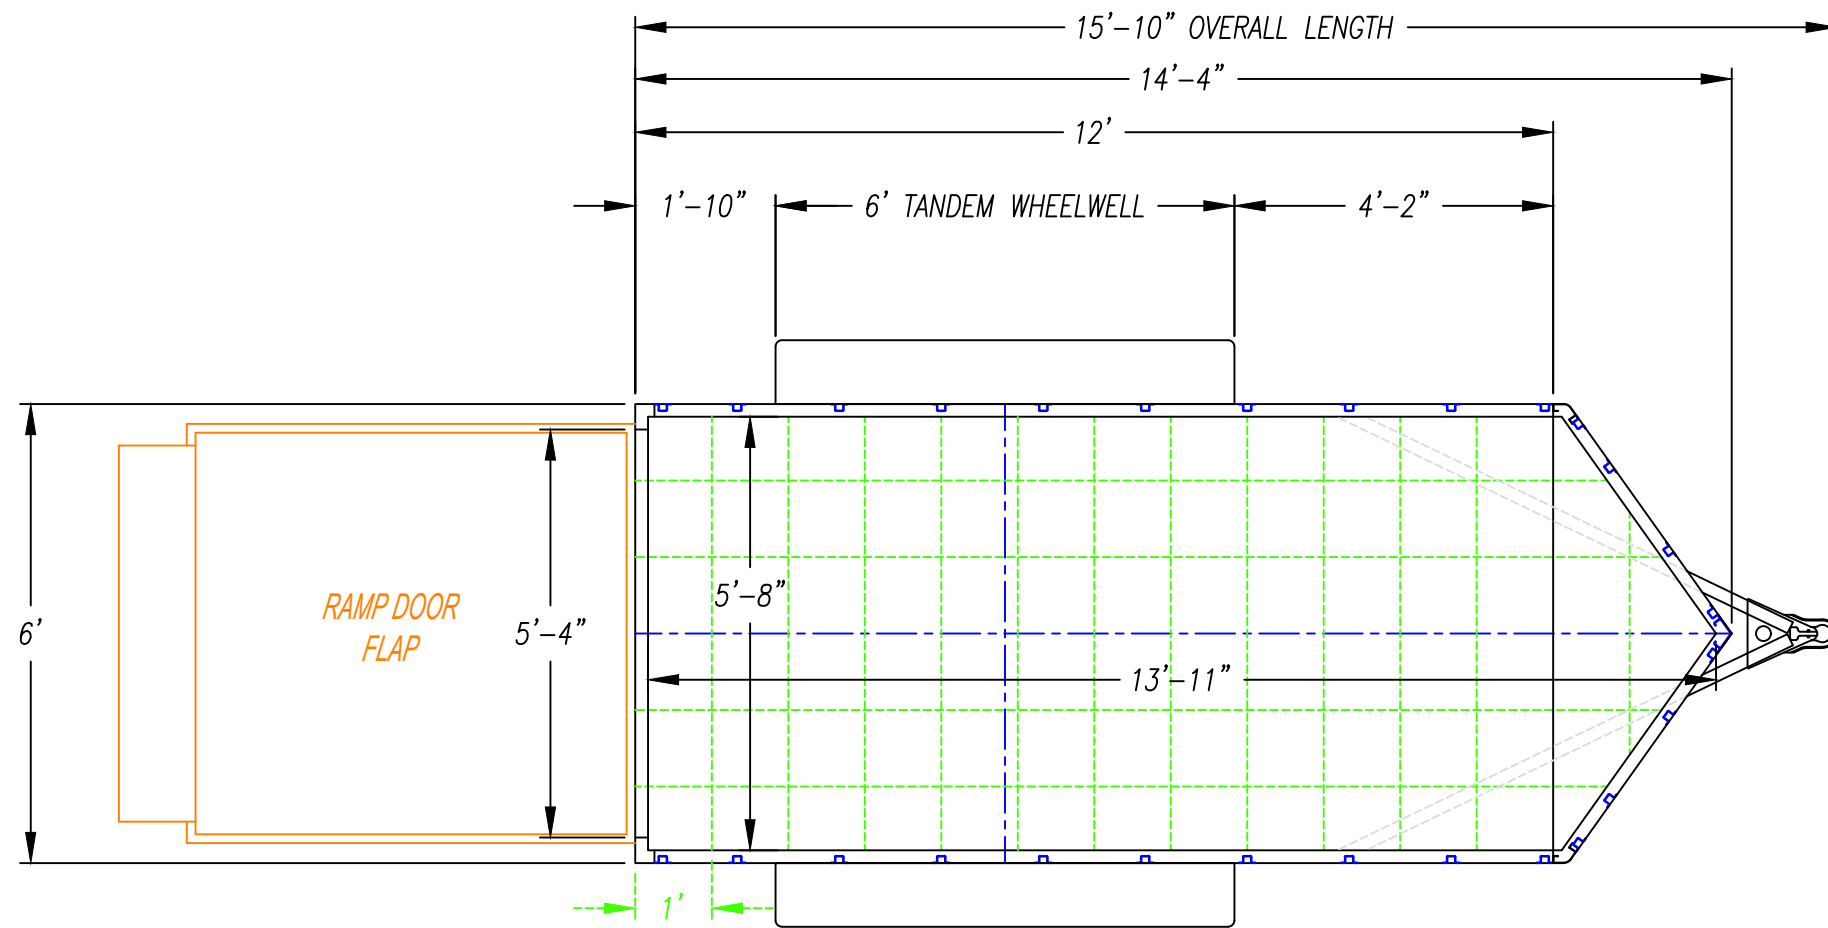 15’-10” OVERALL LENGTH
14’-4”
12’
1’-10”
6’ TANDEM WHEELWELL
4’-2”
RAMP DOOR
FLAP
6’
5’-4”
5’-8”
13’-11”
1’